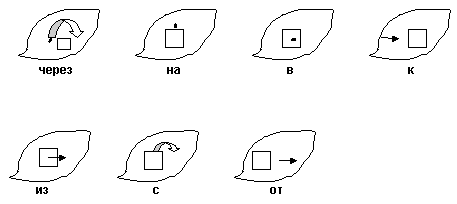 через на в к
из с от